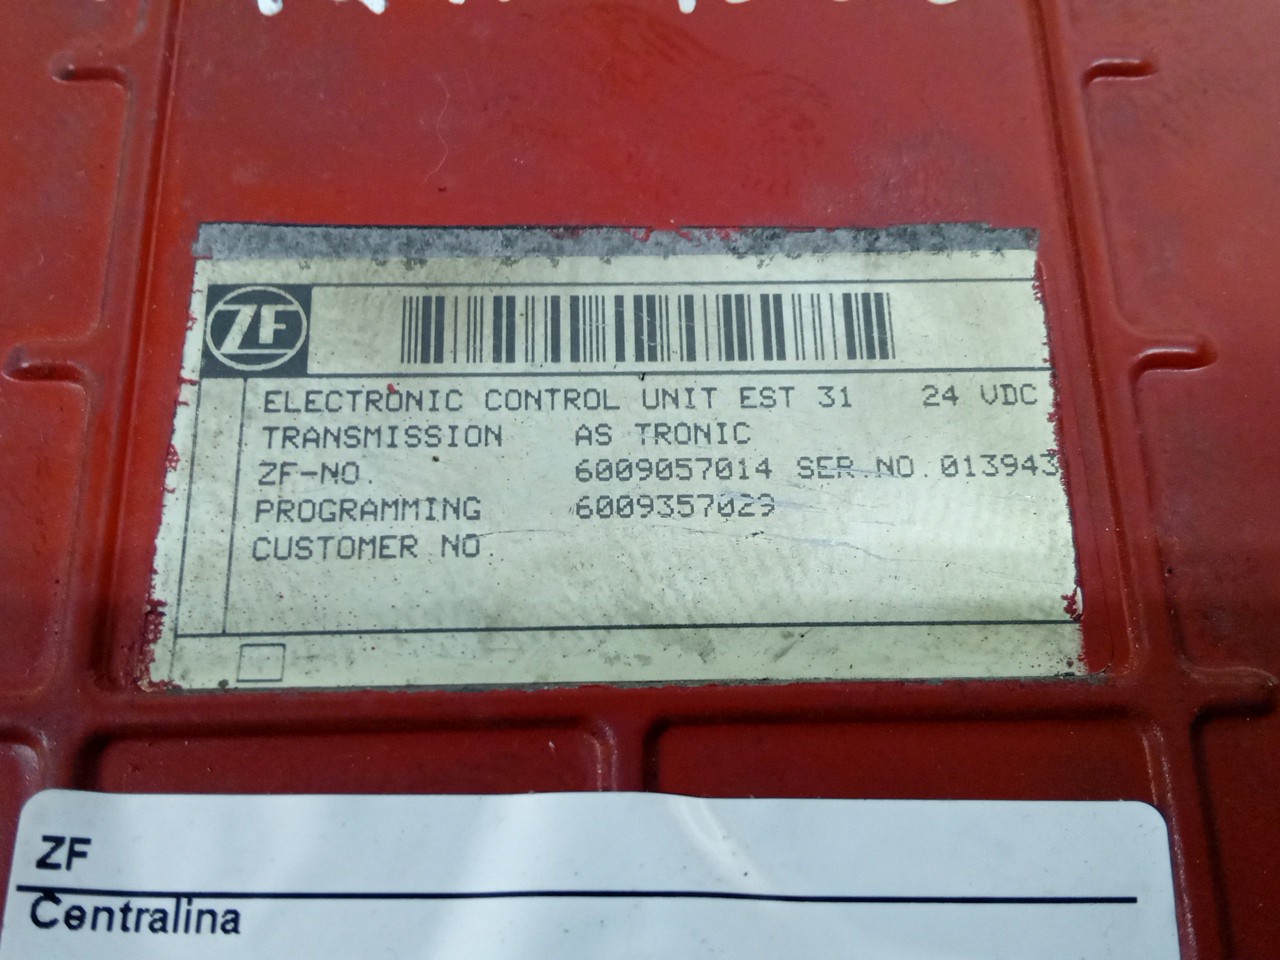 ZF
ELECTRONIC CONTROL UNIT EST 31 24 VDC
TRANSMISSION AS TRONIC
ZF-NO. 6009057014 SER.NO.013943
PROGRAMMING 6009357029
CUSTOMER NO.
ZF
Centralina